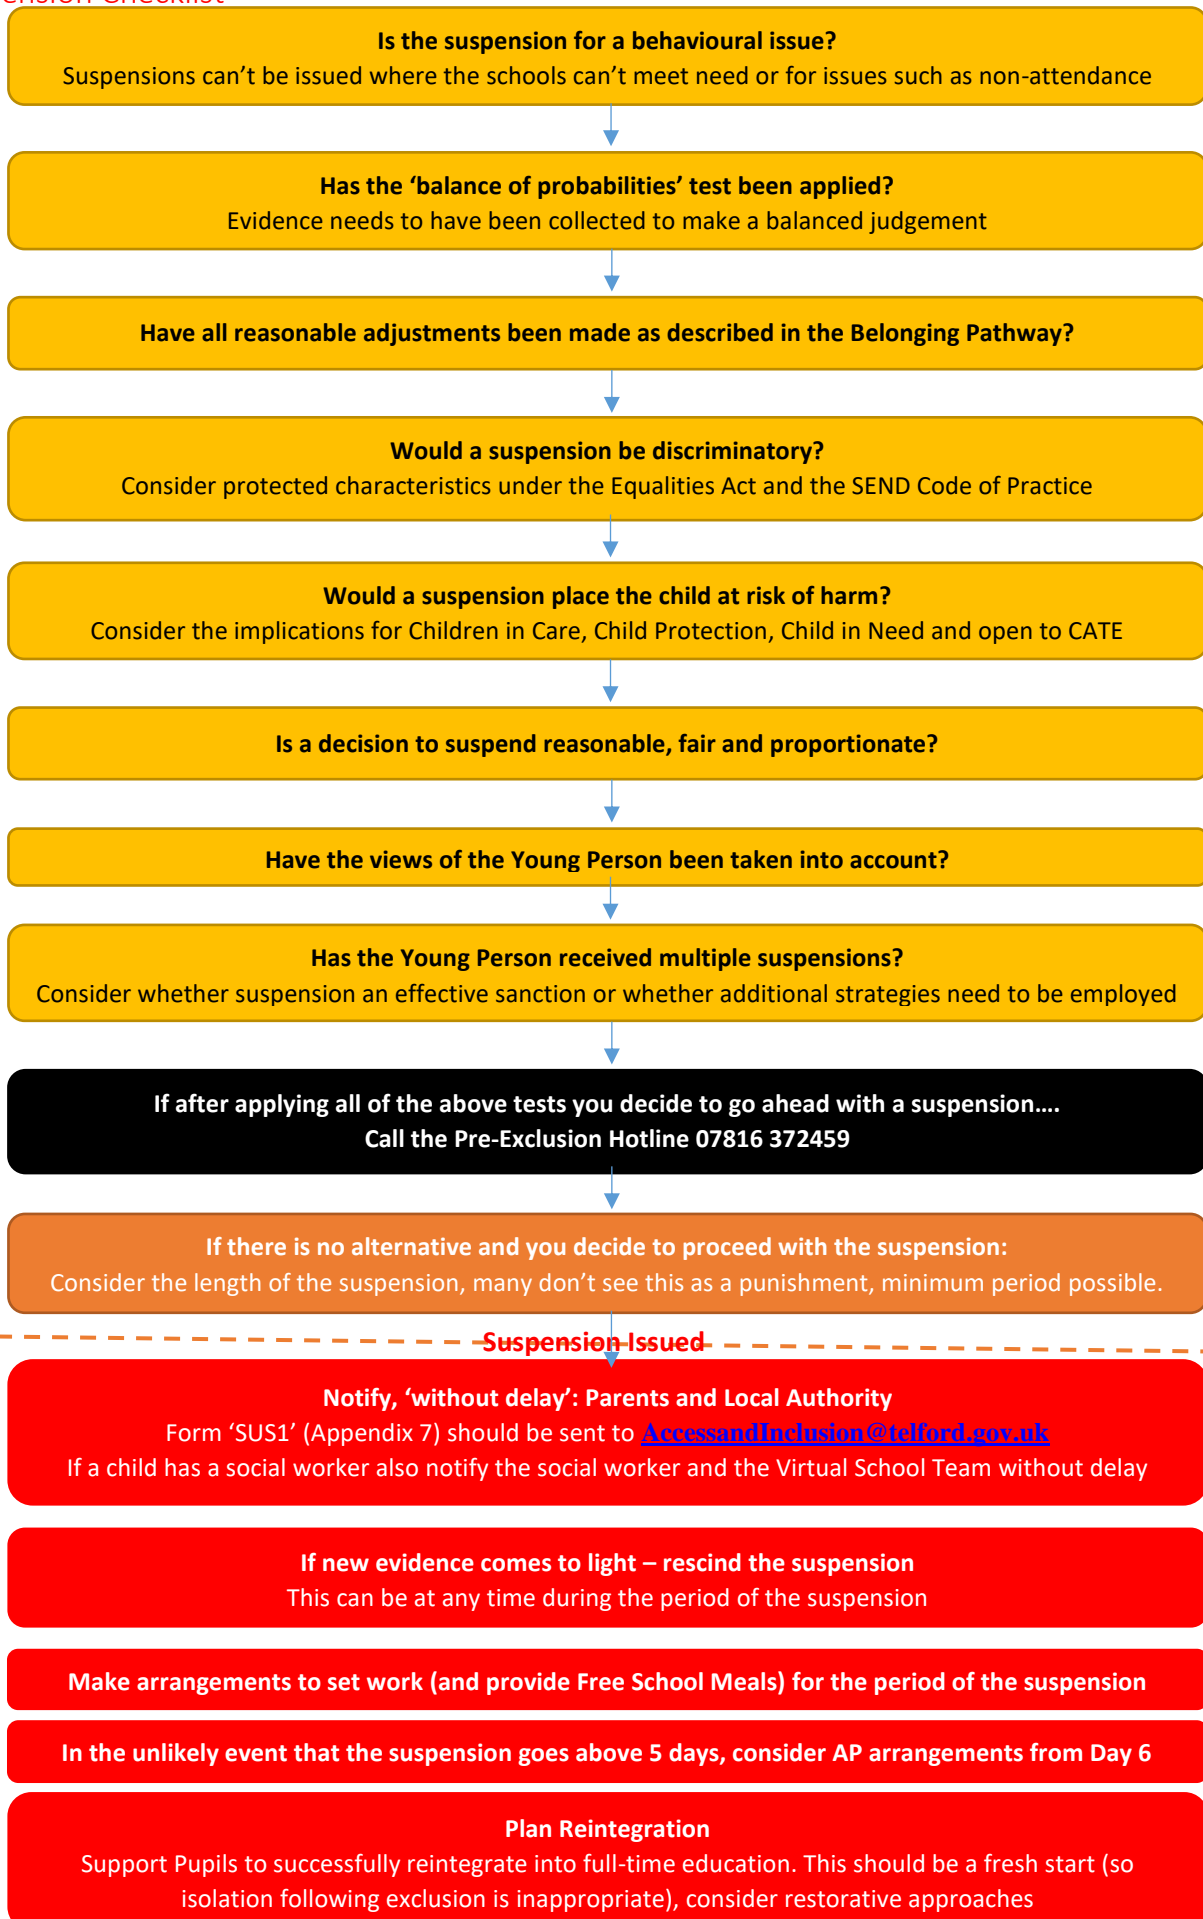 ension Checklist
Is the suspension for a behavioural issue?
Suspensions can’t be issued where the schools can’t meet need or for issues such as non-attendance
Has the ‘balance of probabilities’ test been applied?
Evidence needs to have been collected to make a balanced judgement
Have all reasonable adjustments been made as described in the Belonging Pathway?
Would a suspension be discriminatory?
Consider protected characteristics under the Equalities Act and the SEND Code of Practice
Would a suspension place the child at risk of harm?
Consider the implications for Children in Care, Child Protection, Child in Need and open to CATE
Is a decision to suspend reasonable, fair and proportionate?
Have the views of the Young Person been taken into account?
Has the Young Person received multiple suspensions?
Consider whether suspension an effective sanction or whether additional strategies need to be employed
If after applying all of the above tests you decide to go ahead with a suspension….
Call the Pre-Exclusion Hotline 07816 372459
If there is no alternative and you decide to proceed with the suspension:
Consider the length of the suspension, many don’t see this as a punishment, minimum period possible.
Suspension Issued
Notify, ‘without delay’: Parents and Local Authority
Form ‘SUS1’ (Appendix 7) should be sent to AccessandInclusion@telford.gov.uk
If a child has a social worker also notify the social worker and the Virtual School Team without delay
If new evidence comes to light – rescind the suspension
This can be at any time during the period of the suspension
Make arrangements to set work (and provide Free School Meals) for the period of the suspension
In the unlikely event that the suspension goes above 5 days, consider AP arrangements from Day 6
Plan Reintegration
Support Pupils to successfully reintegrate into full-time education. This should be a fresh start (so
isolation following exclusion is inappropriate), consider restorative approaches